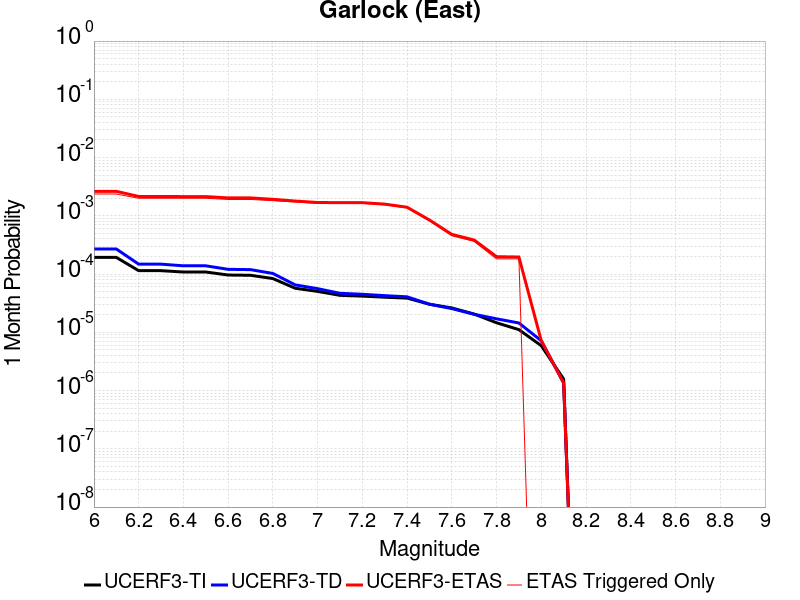 Garlock (East)
10^0
10^-1
10^-2
10^-3
10^-4
10^-5
10^-6
10^-7
10^-8
1 Month Probability
6 6.2 6.4 6.6 6.8 7 7.2 7.4 7.6 7.8 8 8.2 8.4 8.6 8.8 9
Magnitude
UCERF3-TI UCERF3-TD UCERF3-ETAS ETAS Triggered Only